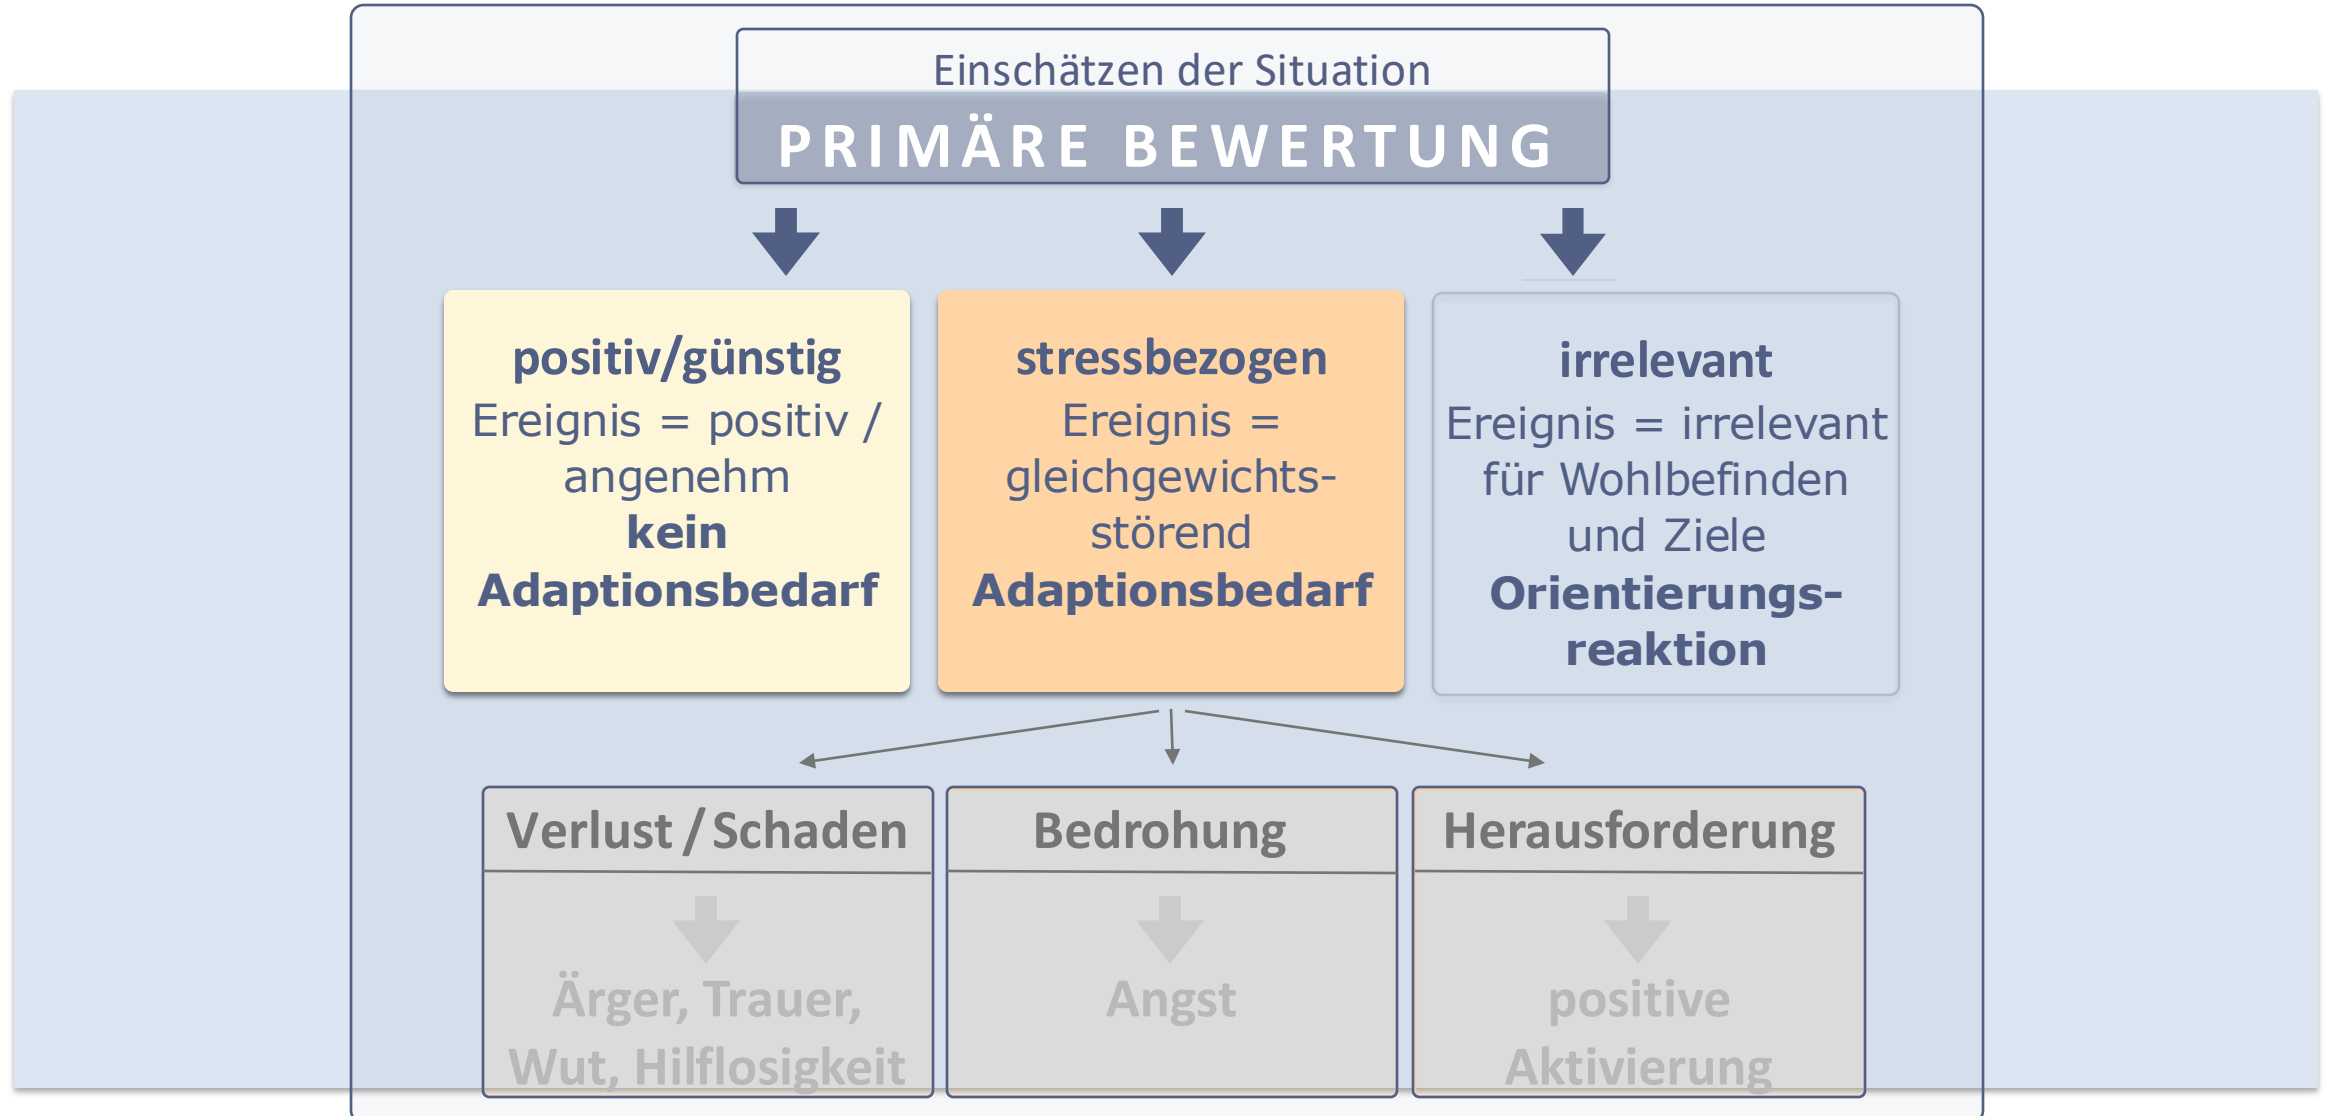 Einschätzen der Situation
PRIMÄRE BEWERTUNG
positiv/günstig
Ereignis = positiv /
angenehm
kein
Adaptionsbedarf
stressbezogen
Ereignis =
gleichgewichts-
störend
Adaptionsbedarf
irrelevant
Ereignis = irrelevant
für Wohlbefinden
und Ziele
Orientierungs-
reaktion
Verlust / Schaden
Ärger, Trauer,
Wut, Hilflosigkeit
Bedrohung
Angst
Herausforderung
positive
Aktivierung